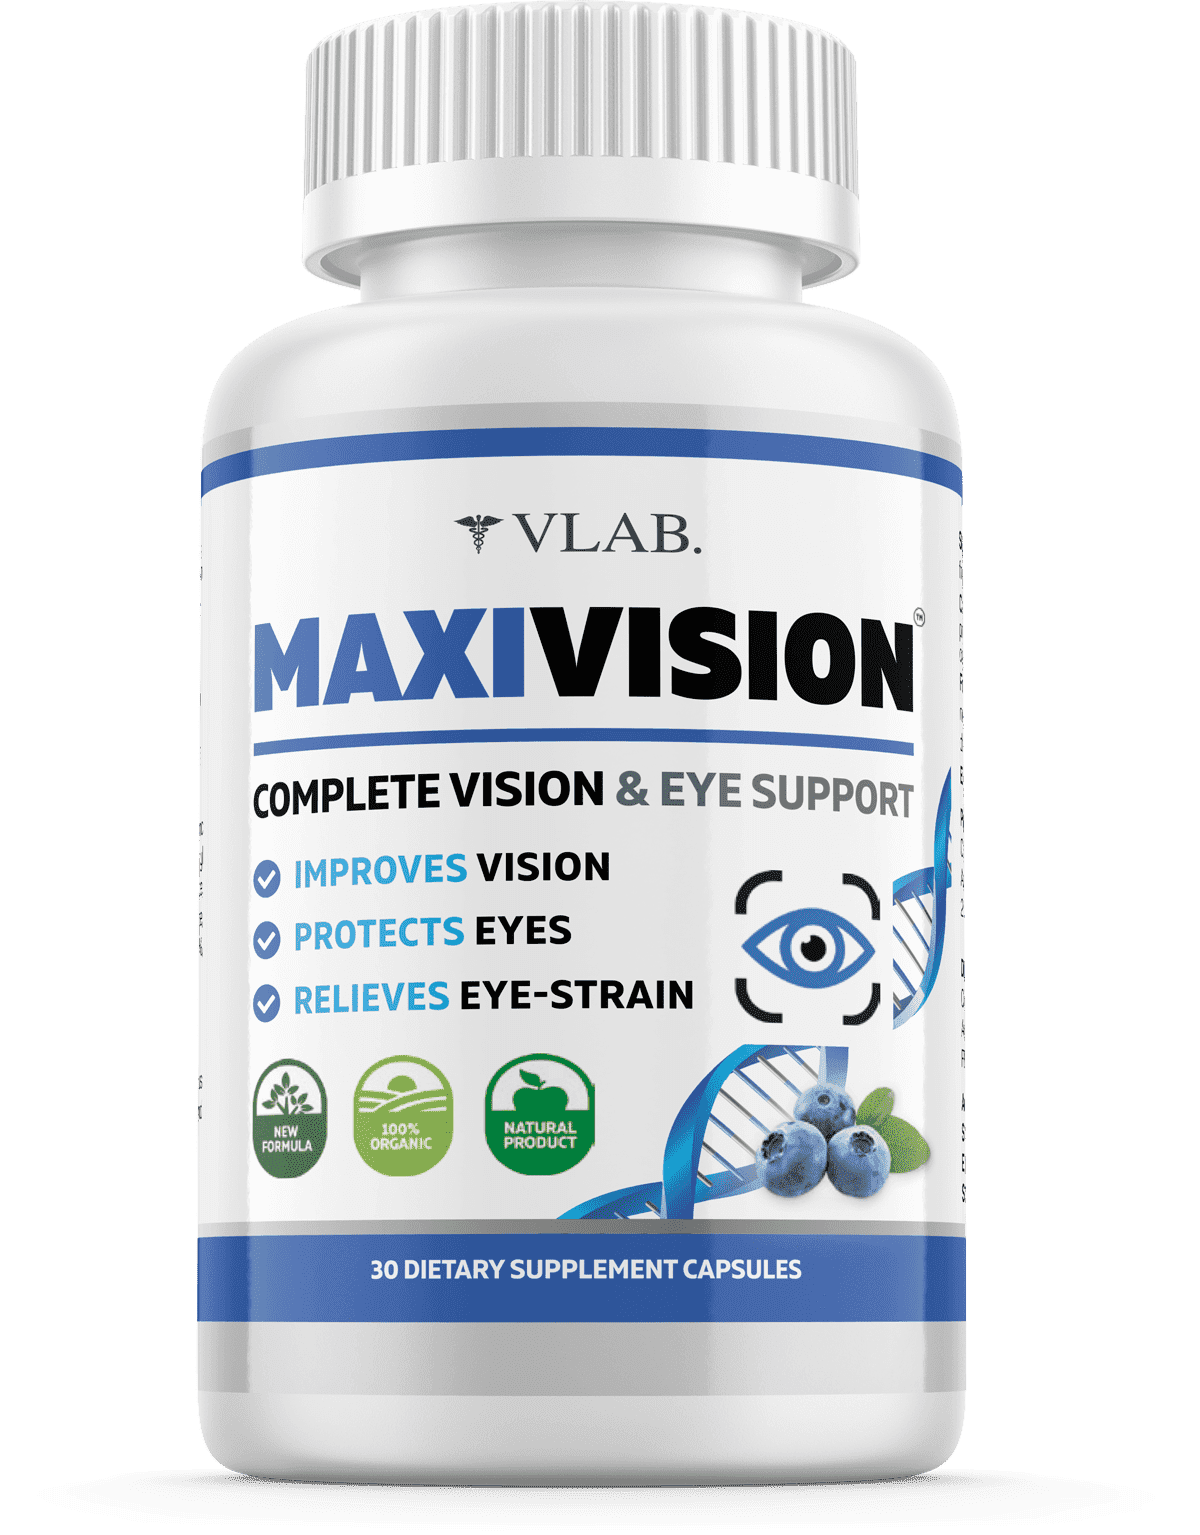 VLAB.
MAXIVISION™
COMPLETE VISION & EYE SUPPORT
IMPROVES VISION
PROTECTS EYES
RELIEVES EYE-STRAIN
NEW
FORMULA
100%
ORGANIC
NATURAL
PRODUCT
30 DIETARY SUPPLEMENT CAPSULES